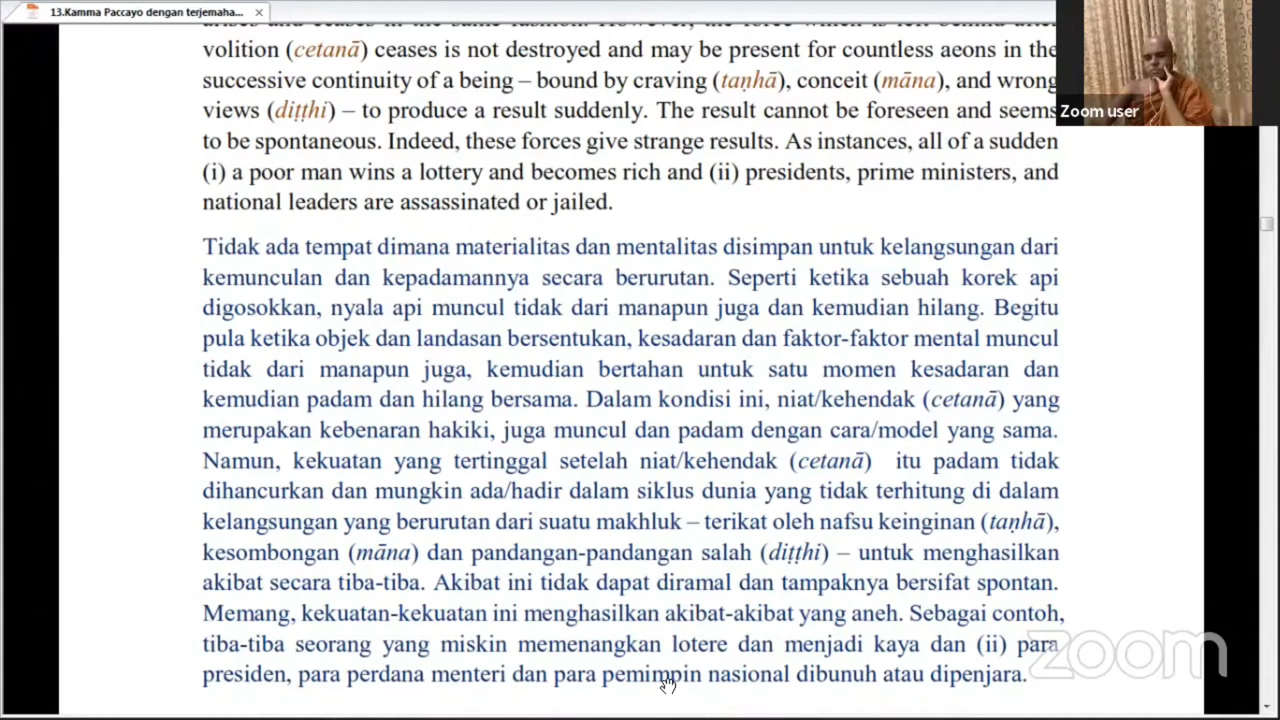 13.Kamma Paccayo dengan terjemaha...
volition (cetanā) ceases is not destroyed and may be present for countless aeons in the
successive continuity of a being – bound by craving (taṇhā), conceit (māna), and wrong
views (diṭṭhi) – to produce a result suddenly. The result cannot be foreseen and seems
to be spontaneous. Indeed, these forces give strange results. As instances, all of a sudden
(i) a poor man wins a lottery and becomes rich and (ii) presidents, prime ministers, and
national leaders are assassinated or jailed.
Tidak ada tempat dimana materialitas dan mentalitas disimpan untuk kelangsungan dari
kemunculan dan kepadamannya secara berurutan. Seperti ketika sebuah korek api
digosokkan, nyala api muncul tidak dari manapun juga dan kemudian hilang. Begitu
pula ketika objek dan landasan bersentukan, kesadaran dan faktor-faktor mental muncul
tidak dari manapun juga, kemudian bertahan untuk satu momen kesadaran dan
kemudian padam dan hilang bersama. Dalam kondisi ini, niat/kehendak (cetanā) yang
merupakan kebenaran hakiki, juga muncul dan padam dengan cara/model yang sama.
Namun, kekuatan yang tertinggal setelah niat/kehendak (cetanā) itu padam tidak
dihancurkan dan mungkin ada/hadir dalam siklus dunia yang tidak terhitung di dalam
kelangsungan yang berurutan dari suatu makhluk – terikat oleh nafsu keinginan (taṇhā),
kesombongan (māna) dan pandangan-pandangan salah (diṭṭhi) – untuk menghasilkan
akibat secara tiba-tiba. Akibat ini tidak dapat diramal dan tampaknya bersifat spontan.
Memang, kekuatan-kekuatan ini menghasilkan akibat-akibat yang aneh. Sebagai contoh,
tiba-tiba seorang yang miskin memenangkan lotere dan menjadi kaya dan (ii) para
presiden, para perdana menteri dan para pemimpin nasional dibunuh atau dipenjara.
Zoom user
zoom